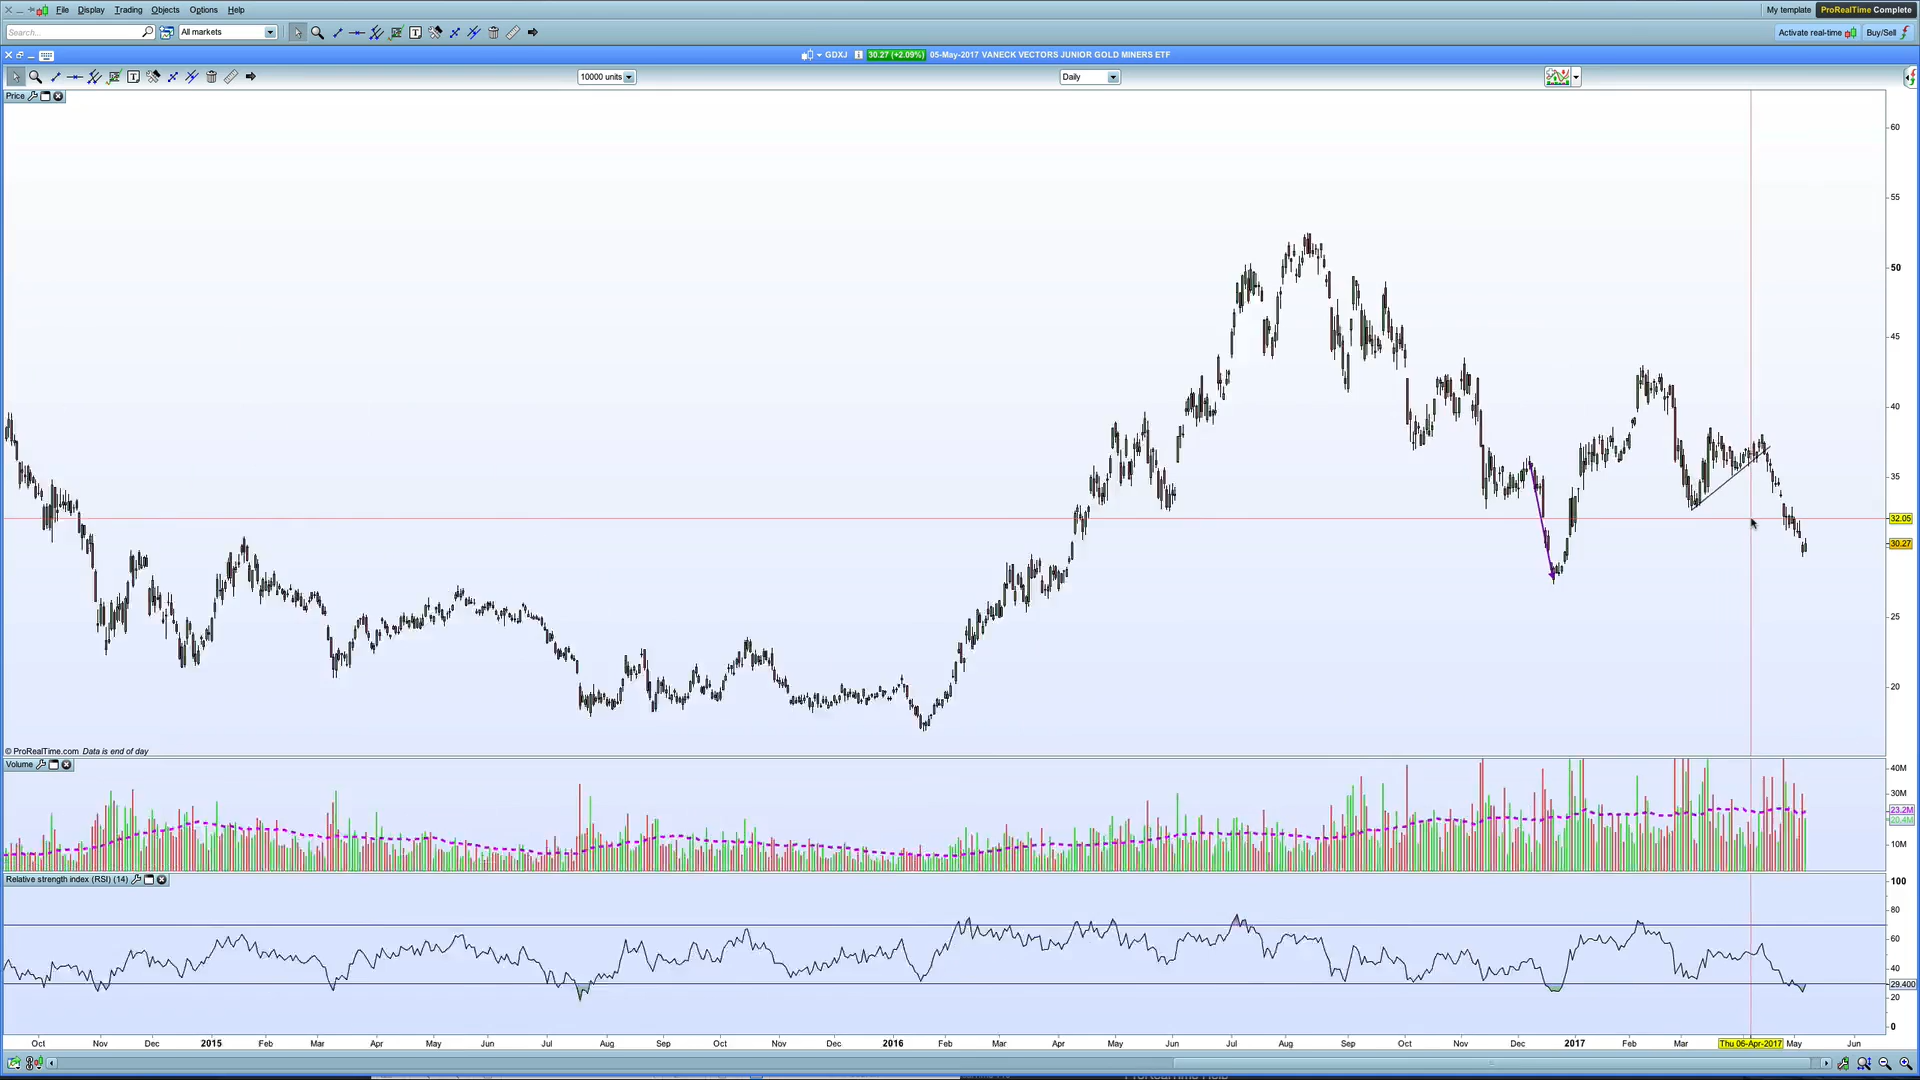 File Display Trading Objects Options Help
My template ProRealTime Complete
Search... All markets
Activate real-time Buy/Sell
GDXJ 30.27 (+2.09%) 05-May-2017 VANECK VECTORS JUNIOR GOLD MINERS ETF
10000 units Daily
Price
60
55
50
45
40
35
32.05
30.27
25
20
© ProRealTime.com Data is end of day
Volume
40M
30M
23.2M
20.4M
10M
Relative strength index (RSI) (14)
100
80
60
40
29.400
20
0
Oct Nov Dec 2015 Feb Mar Apr May Jun Jul Aug Sep Oct Nov Dec 2016 Feb Mar Apr May Jun Jul Aug Sep Oct Nov Dec 2017 Feb Mar Thu 06-Apr-2017 May Jun